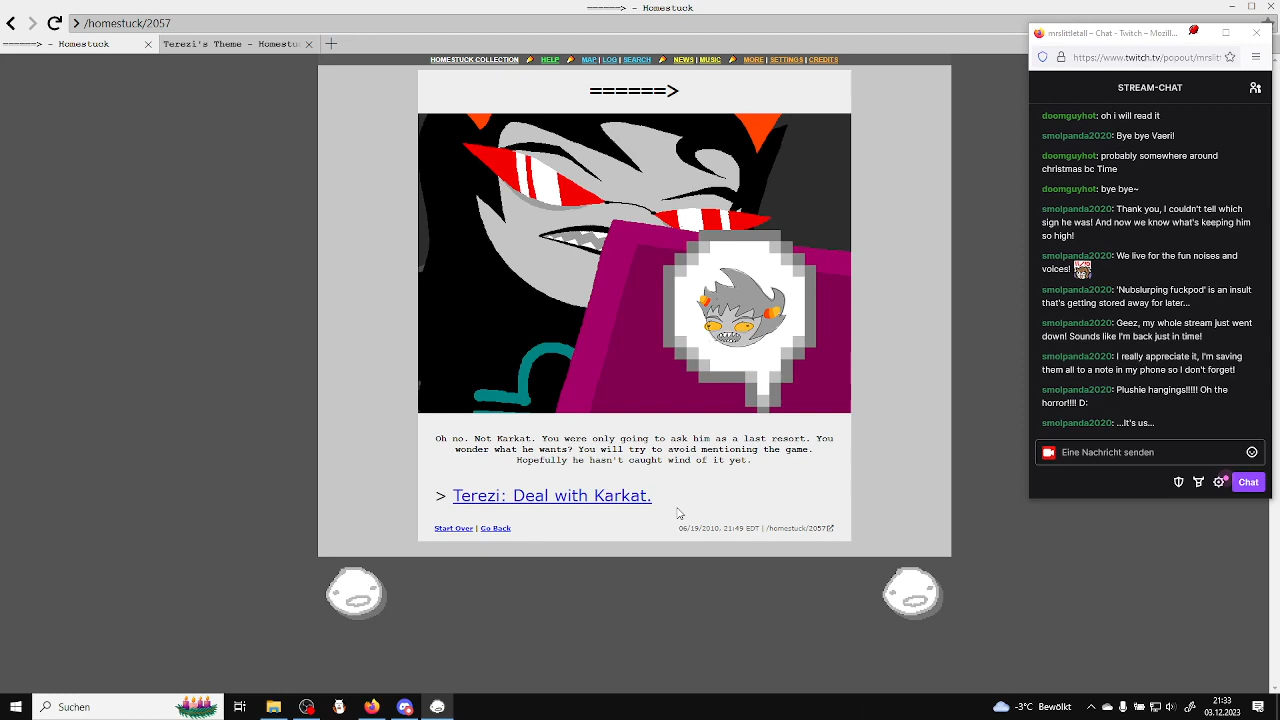 ======> - Homestuck
/homestuck/2057
======> - Homestuck
Terezi's Theme - Homestu
mrslittletall – Chat - Twitch — Mozill...
https://www.twitch.tv/popout/mrslitt
HOMESTUCK COLLECTION HELP MAP | LOG | SEARCH NEWS | MUSIC MORE | SETTINGS | CREDITS
======>
STREAM-CHAT
doomguyhot: oh i will read it
smolpanda2020: Bye bye Vaeri!
doomguyhot: probably somewhere around
christmas bc Time
doomguyhot: bye bye~
smolpanda2020: Thank you, I couldn't tell which
sign he was! And now we know what's keeping him
so high!
smolpanda2020: We live for the fun noises and
voices!
smolpanda2020: 'Nubslurping fuckpod' is an insult
that's getting stored away for later...
smolpanda2020: Geez, my whole stream just went
down! Sounds like I'm back just in time!
smolpanda2020: I really appreciate it, I'm saving
them all to a note in my phone so I don't forget!
smolpanda2020: Plushie hangings!!!!! Oh the
horror!!!! D:
smolpanda2020: ...It's us...
Eine Nachricht senden
Chat
Oh no. Not Karkat. You were only going to ask him as a last resort. You
wonder what he wants? You will try to avoid mentioning the game.
Hopefully he hasn't caught wind of it yet.
> Terezi: Deal with Karkat.
Start Over | Go Back
06/19/2010, 21:49 EDT | /homestuck/2057
Suchen
-3°C Bewölkt
21:33
03.12.2023